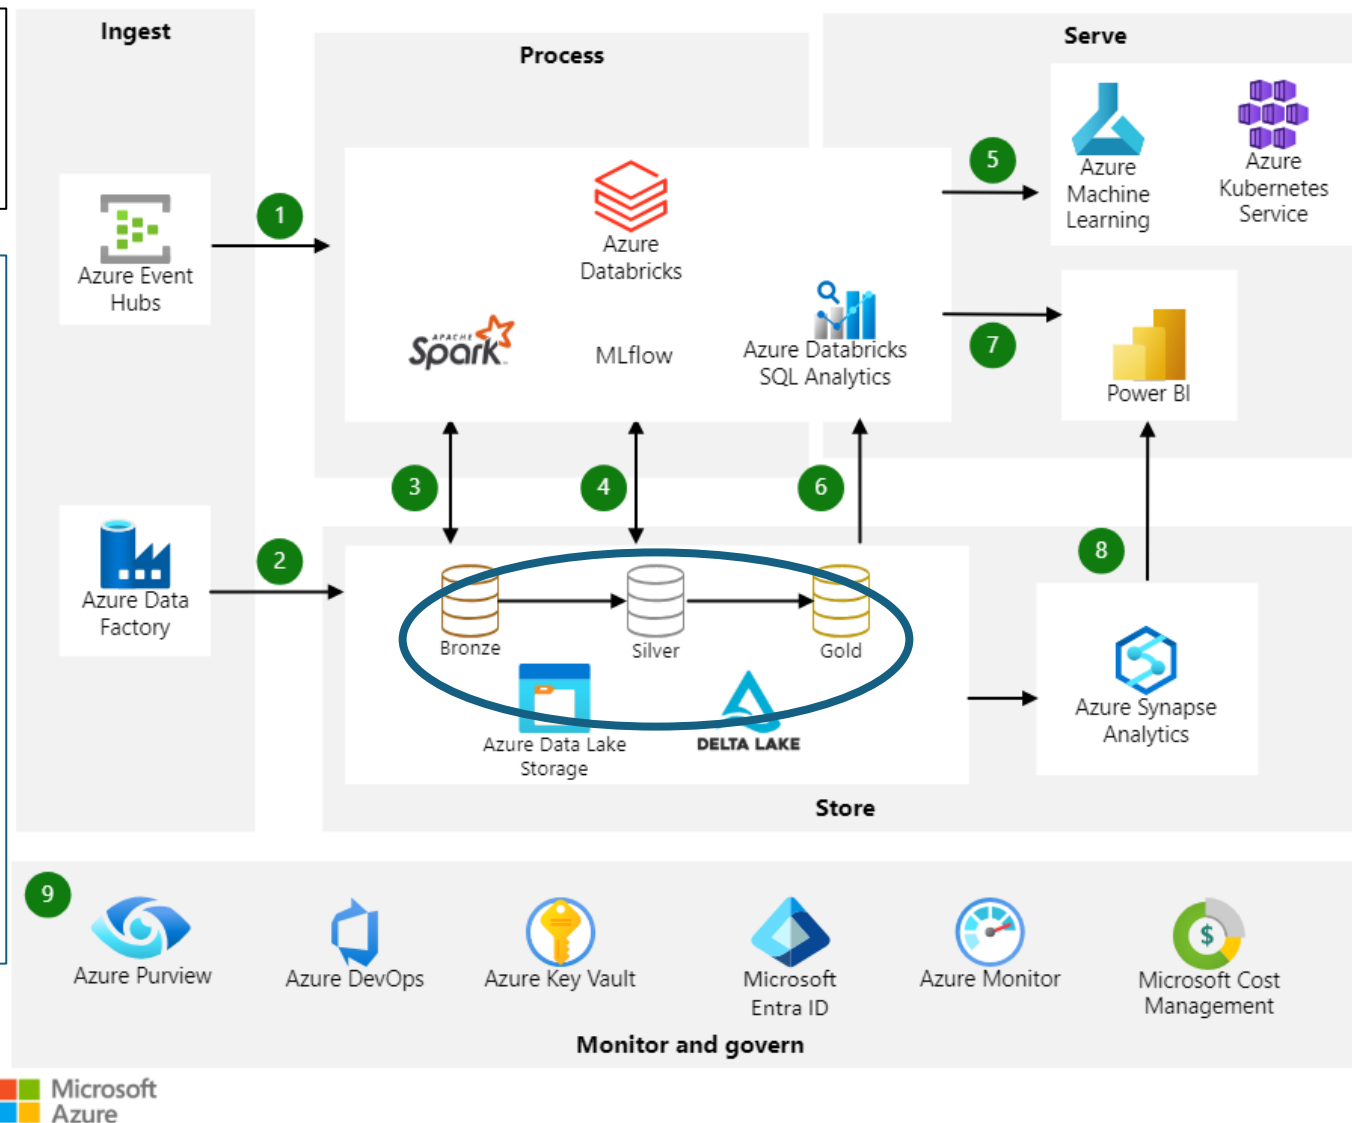 Ingest
Process
Serve
Azure Event
Hubs
1
Azure
Databricks
APACHE
Spark
MLflow
Azure Databricks
SQL Analytics
5
Azure
Machine
Learning
Azure
Kubernetes
Service
7
Power BI
3
4
6
8
Azure Data
Factory
2
Bronze
Silver
Gold
Azure Data Lake
Storage
DELTA LAKE
Azure Synapse
Analytics
Store
9
Azure Purview
Azure DevOps
Azure Key Vault
Microsoft
Entra ID
Azure Monitor
$
Microsoft Cost
Management
Monitor and govern
Microsoft
Azure